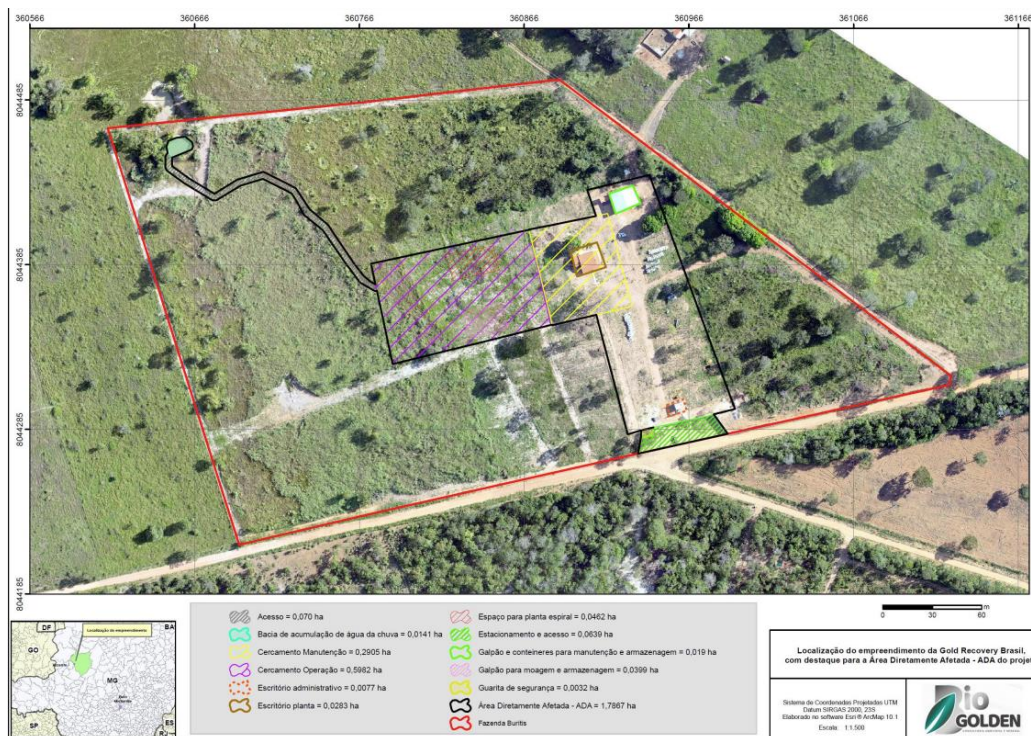 360566 360666 360766 360866 360966 361066 361166
8044485
8044385
8044285
8044185
Localização do empreendimento
DF
GO
BA
MG
ES
SP
RJ
Acesso = 0,070 ha
Bacia de acumulação de água da chuva = 0,0141 ha
Cercamento Manutenção = 0,2905 ha
Cercamento Operação = 0,5982 ha
Escritório administrativo = 0,0077 ha
Escritório planta = 0,0283 ha
Espaço para planta espiral = 0,0462 ha
Estacionamento e acesso = 0,0639 ha
Galpão e conteineres para manutenção e armazenagem = 0,019 ha
Galpão para moagem e armazenagem = 0,0399 ha
Guarita de segurança = 0,0032 ha
Área Diretamente Afetada - ADA = 1,7867 ha
Fazenda Buritis
0 30 60
m
Localização do empreendimento da Gold Recovery Brasil,
com destaque para a Área Diretamente Afetada - ADA do proje
Sistema de Coordenadas Projetadas UTM
Datum SIRGAS 2000, 23S
Elaborado no software Esri ® ArcMap 10.1
Escala 1:1.500
Dio
GOLDEN